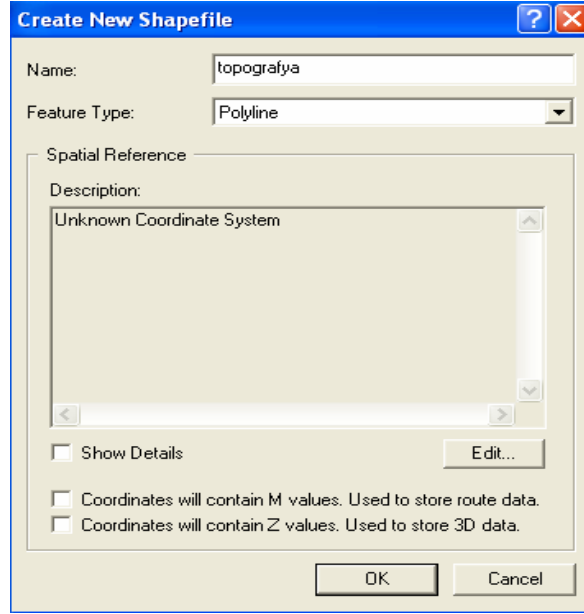 Create New Shapefile
Name: topografya
Feature Type: Polyline
Spatial Reference
Description:
Unknown Coordinate System
Show Details Edit...
Coordinates will contain M values. Used to store route data.
Coordinates will contain Z values. Used to store 3D data.
OK Cancel